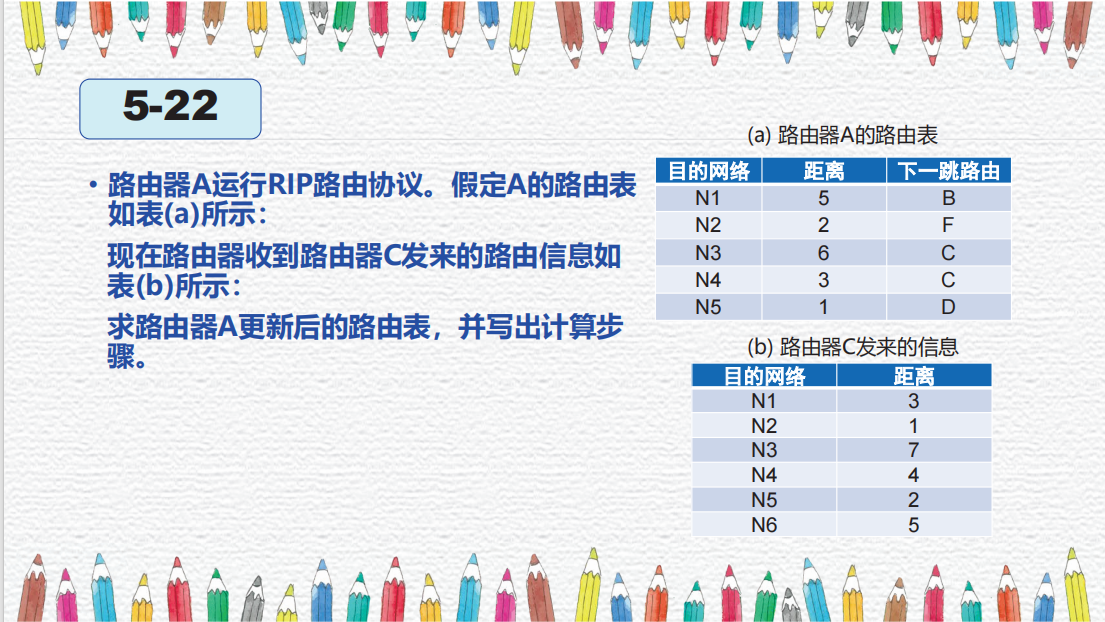 5-22
• 路由器A运行RIP路由协议。假定A的路由表
如表(a)所示：
现在路由器收到路由器C发来的路由信息如
表(b)所示：
求路由器A更新后的路由表，并写出计算步
骤。
(a) 路由器A的路由表
目的网络 距离 下一跳路由
N1 5 B
N2 2 F
N3 6 C
N4 3 C
N5 1 D
(b) 路由器C发来的信息
目的网络 距离
N1 3
N2 1
N3 7
N4 4
N5 2
N6 5